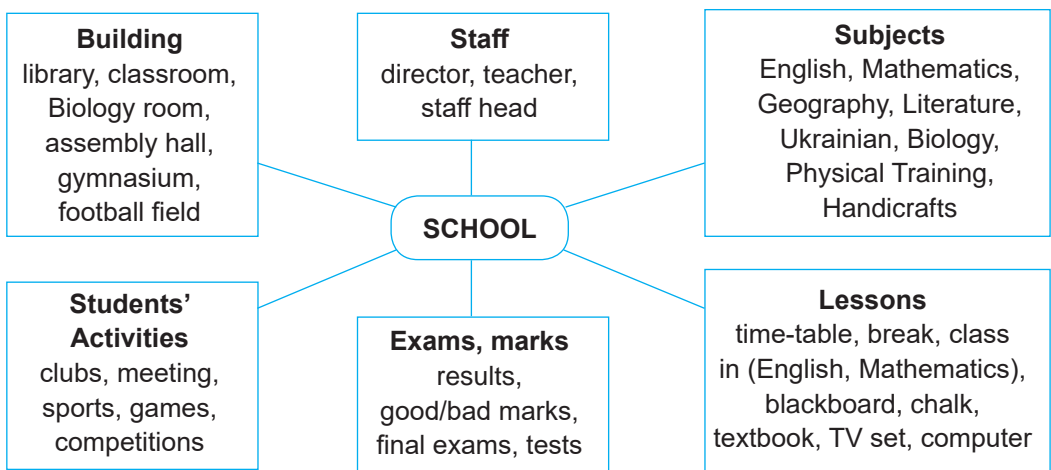 Building
library, classroom,
Biology room,
assembly hall,
gymnasium,
football field
Staff
director, teacher,
staff head
Subjects
English, Mathematics,
Geography, Literature,
Ukrainian, Biology,
Physical Training,
Handicrafts
SCHOOL
Students’
Activities
clubs, meeting,
sports, games,
competitions
Exams, marks
results,
good/bad marks,
final exams, tests
Lessons
time-table, break, class
in (English, Mathematics),
blackboard, chalk,
textbook, TV set, computer